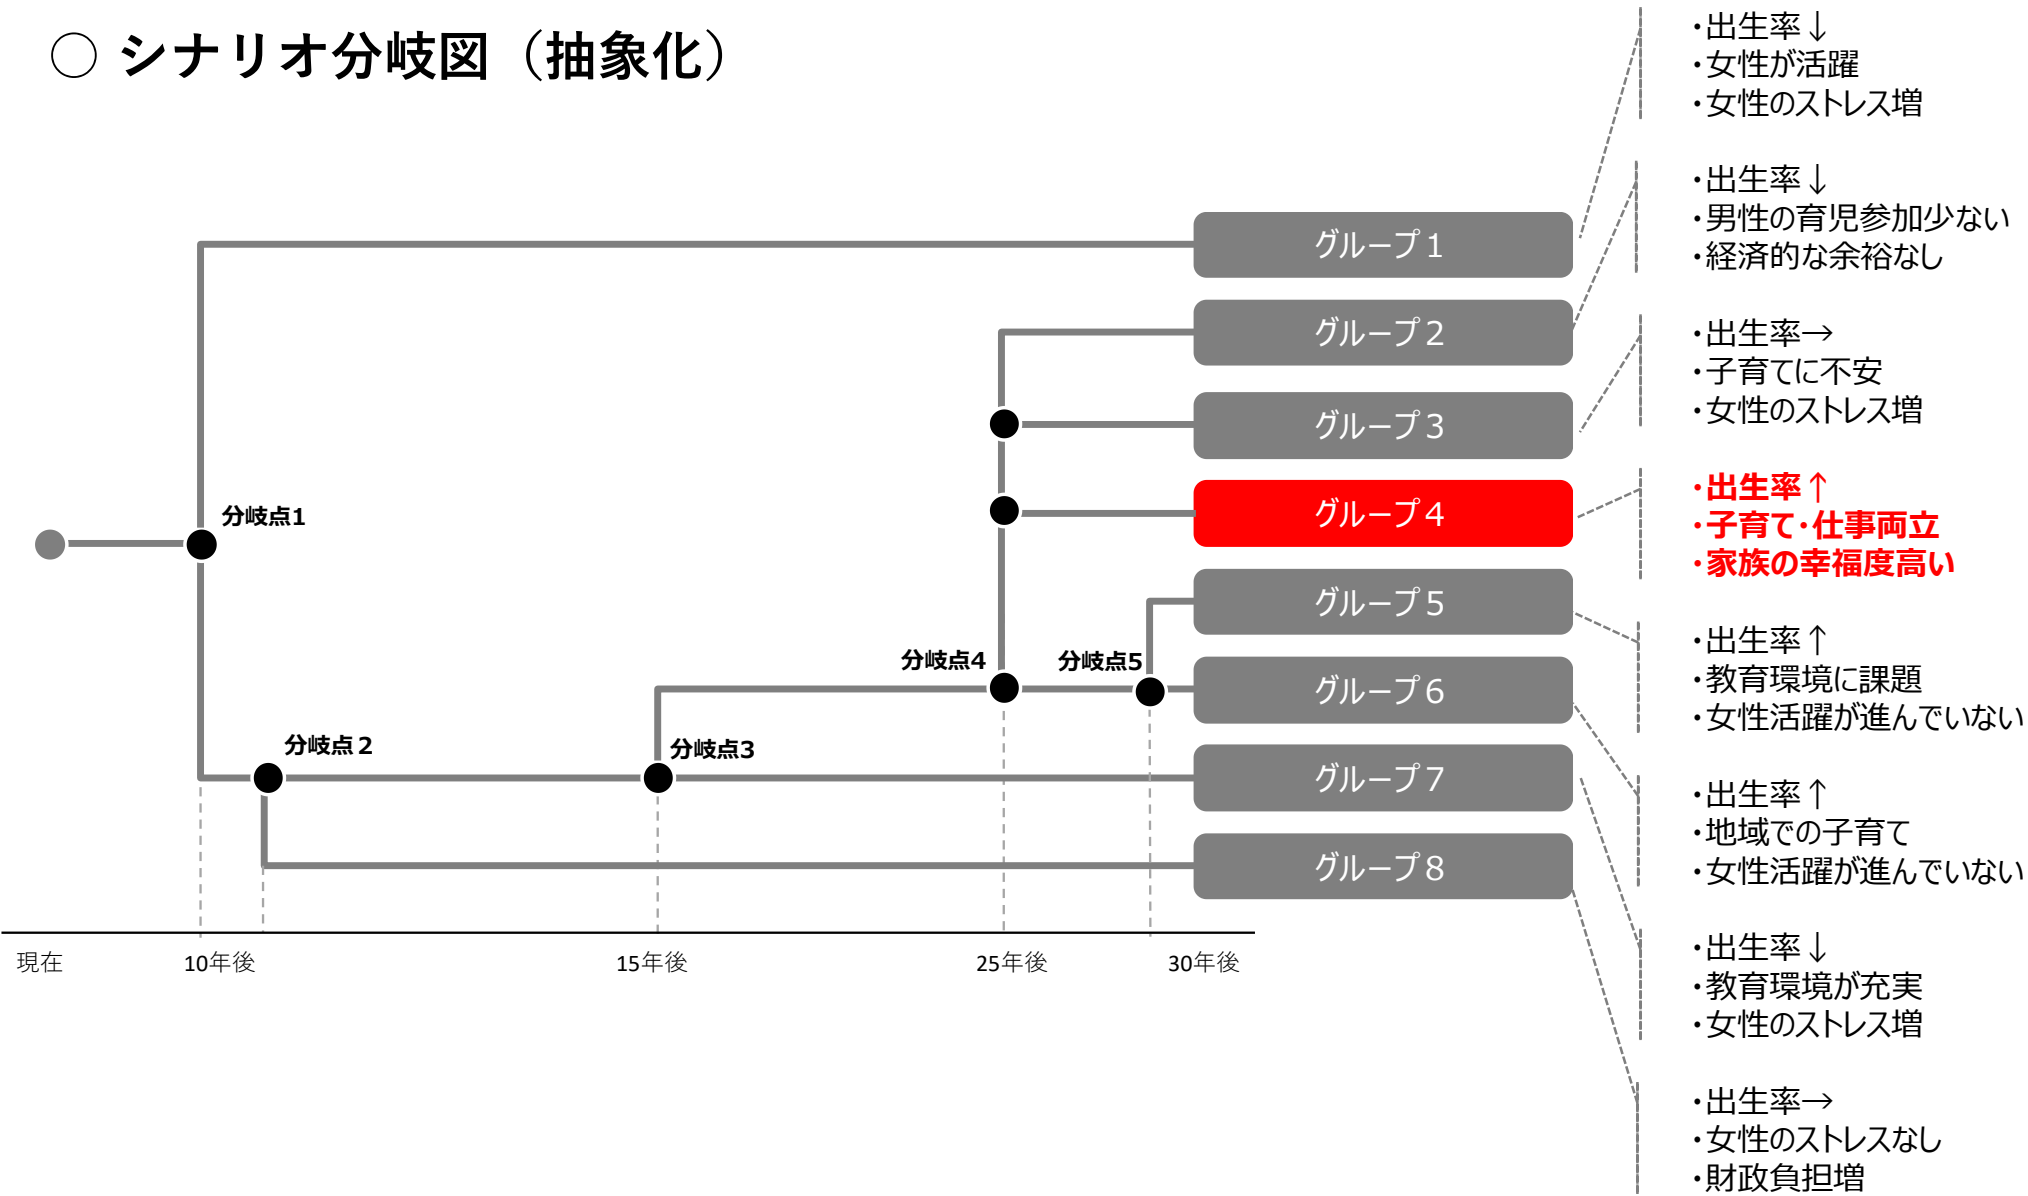 ○ シナリオ分岐図（抽象化）
・出生率↓
・女性が活躍
・女性のストレス増
・出生率↓
・男性の育児参加少ない
・経済的な余裕なし
・出生率→
・子育てに不安
・女性のストレス増
・出生率↑
・子育て・仕事両立
・家族の幸福度高い
・出生率↑
・教育環境に課題
・女性活躍が進んでいない
・出生率↑
・地域での子育て
・女性活躍が進んでいない
・出生率↓
・教育環境が充実
・女性のストレス増
・出生率→
・女性のストレスなし
・財政負担増
グループ１
グループ２
グループ３
グループ４
グループ５
グループ６
グループ７
グループ８
分岐点1
分岐点２
分岐点3
分岐点4
分岐点5
現在
10年後
15年後
25年後
30年後